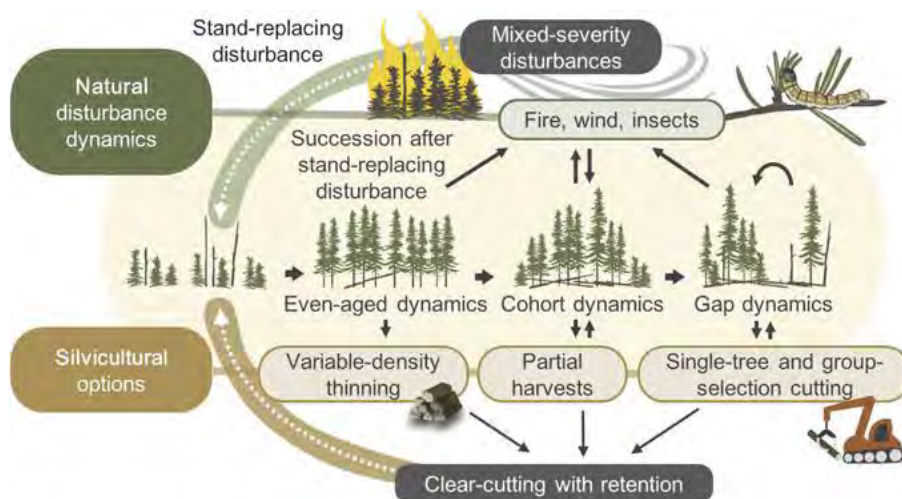 Stand-replacing
disturbance
Mixed-severity
disturbances
Natural
disturbance
dynamics
Fire, wind, insects
Succession after
stand-replacing
disturbance
Even-aged dynamics
Cohort dynamics
Gap dynamics
Silvicultural
options
Variable-density
thinning
Partial
harvests
Single-tree and group-
selection cutting
Clear-cutting with retention